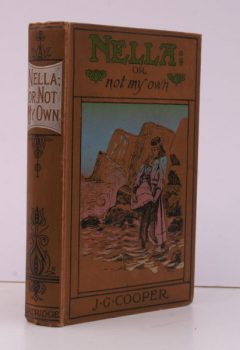 NELLA;
OR, NOT
MY OWN
NELLA:
OR
not my own
J·G·COOPER